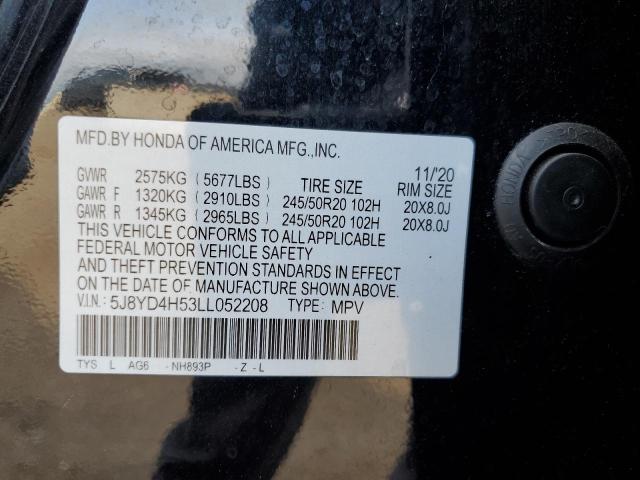 MFD.BY HONDA OF AMERICA MFG.,INC.
11/'20
GVWR 2575KG (5677LBS) TIRE SIZE RIM SIZE
GAWR F 1320KG (2910LBS) 245/50R20 102H 20X8.0J
GAWR R 1345KG (2965LBS) 245/50R20 102H 20X8.0J
THIS VEHICLE CONFORMS TO ALL APPLICABLE
FEDERAL MOTOR VEHICLE SAFETY
AND THEFT PREVENTION STANDARDS IN EFFECT
ON THE DATE OF MANUFACTURE SHOWN ABOVE.
V.I.N.: 5J8YD4H53LL052208 TYPE: MPV
TYS L AG6 - NH893P - Z - L
HONDA